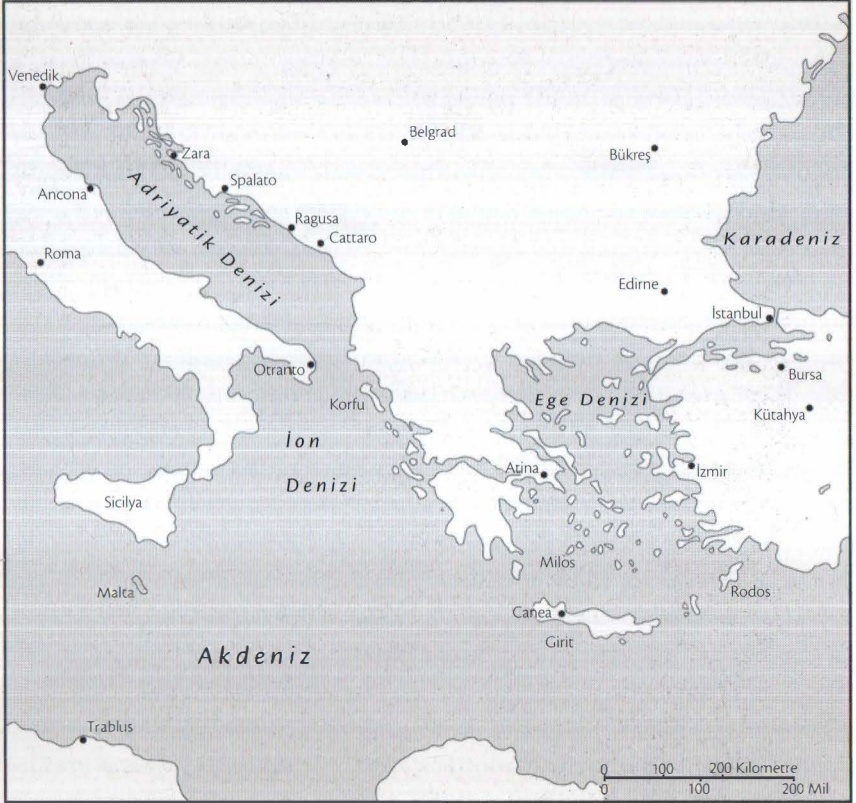 Venedik
Belgrad
Bükreş
Zara
Spalato
Ancona
Adriyatik Denizi
Ragusa
Cattaro
Karadeniz
Roma
Edirne
İstanbul
Otranto
Bursa
Korfu
Ege Denizi
Kütahya
İon
Denizi
Atina
İzmir
Sicilya
Milos
Malta
Rodos
Canea
Girit
Akdeniz
Trablus
0 100 200 Kilometre
0 100 200 Mil